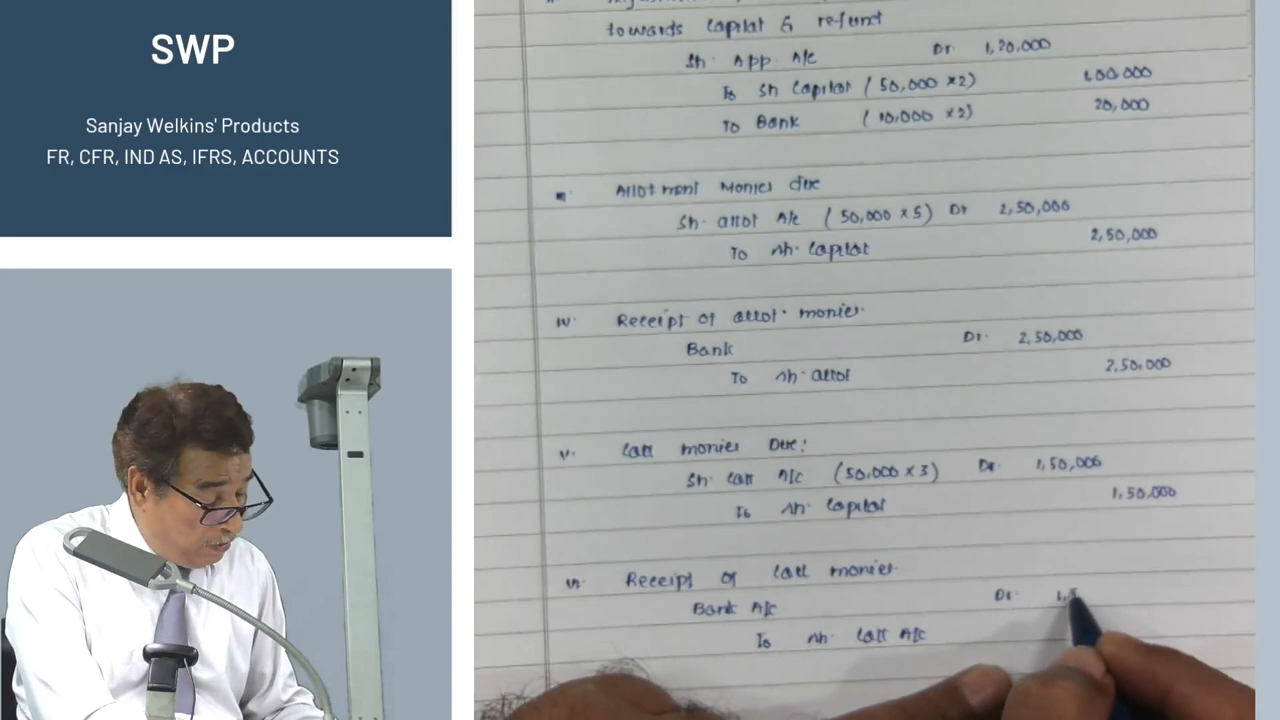 SWP
Sanjay Welkins' Products
FR, CFR, IND AS, IFRS, ACCOUNTS
towards Capital & refund
Sh. App. A/c Dr. 1,20,000
To Sh Capital (50,000 x 2) 1,00,000
To Bank (10,000 x 2) 20,000
Allotment Monies due
Sh. allot A/c (50,000 x 5) Dr 2,50,000
To sh. Capital 2,50,000
IV Receipt of allot. monies.
Bank Dr. 2,50,000
To sh. allot 2,50,000
V. Call monies Due:
Sh. Call A/c (50,000 x 3) Dr. 1,50,000
To sh. Capital 1,50,000
VI. Receipt of Call monies.
Bank A/c Dr.
To sh. Call A/c